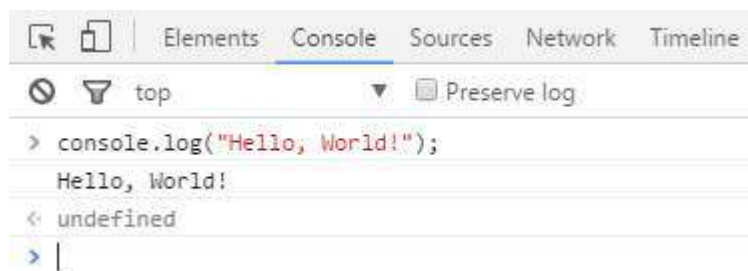 Elements Console Sources Network Timeline
top Preserve log
> console.log("Hello, World!");
Hello, World!
<· undefined
>